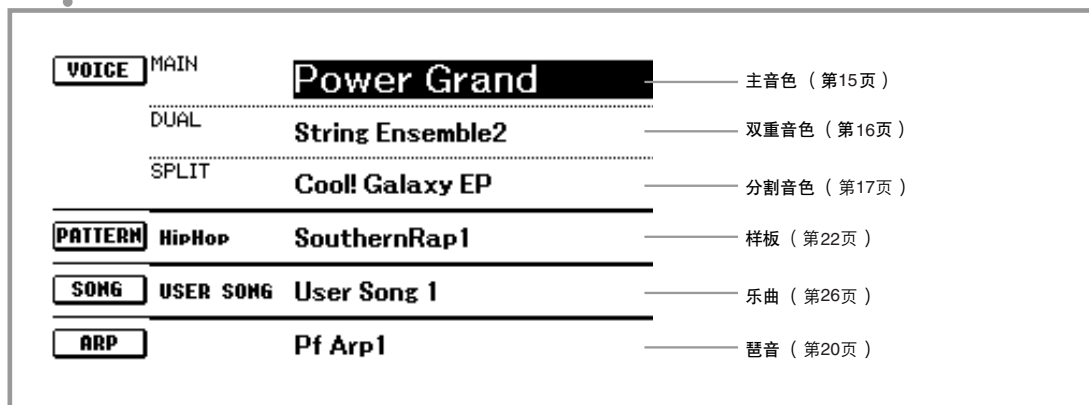 VOICE MAIN Power Grand 主音色（第15页）
DUAL String Ensemble2 双重音色（第16页）
SPLIT Cool! Galaxy EP 分割音色（第17页）
PATTERN HipHop SouthernRap1 样板（第22页）
SONG USER SONG User Song 1 乐曲（第26页）
ARP Pf Arp1 琶音（第20页）